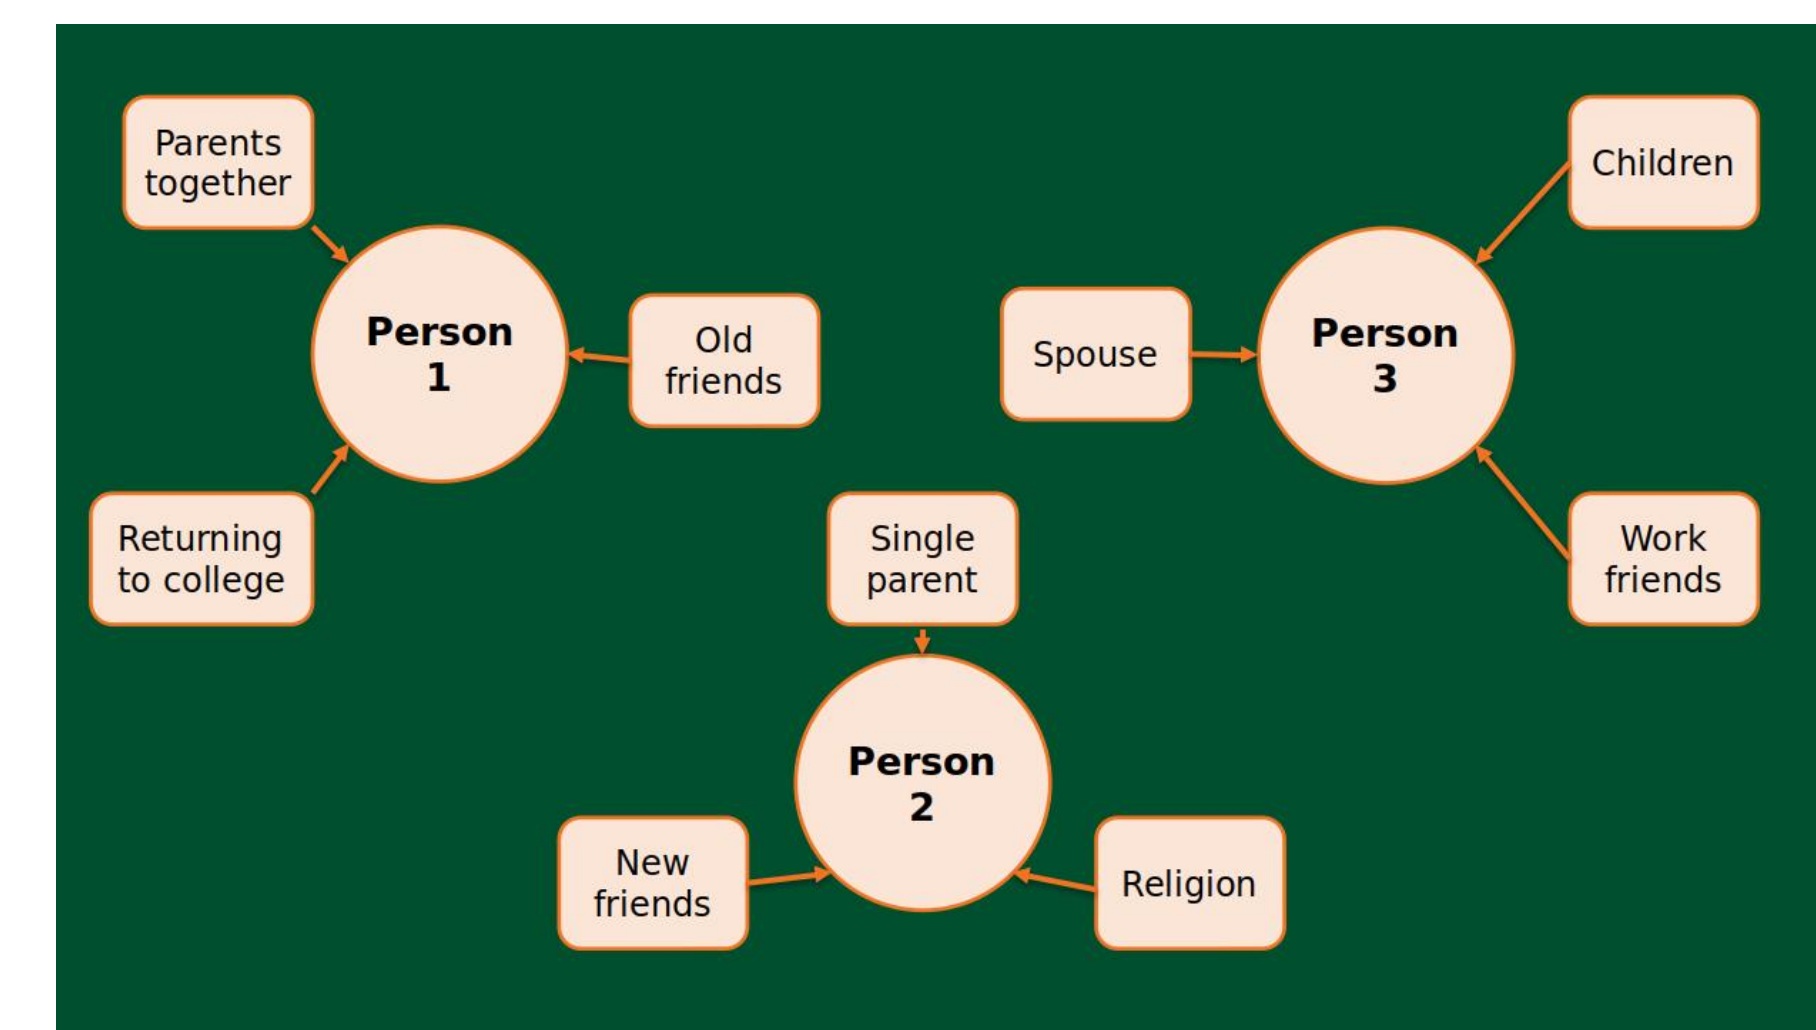 Parents
together
Person
1
Old
friends
Returning
to college
Children
Spouse
Person
3
Work
friends
Single
parent
Person
2
New
friends
Religion